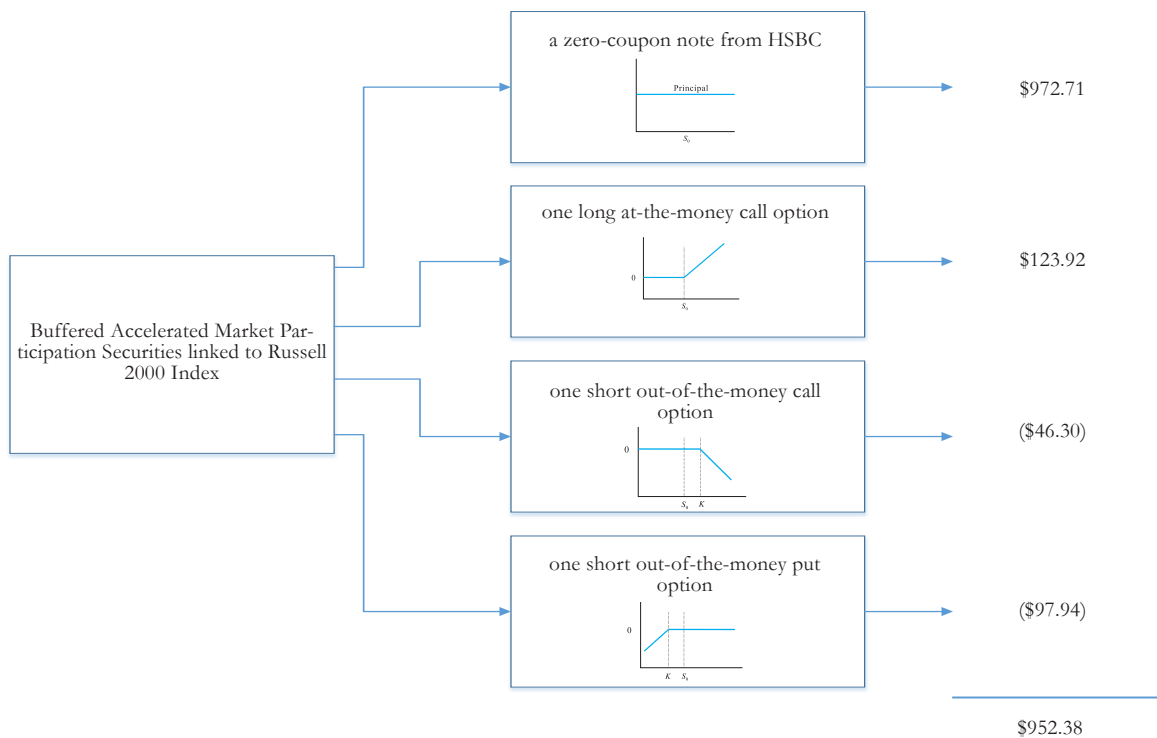 a zero-coupon note from HSBC
Principal
S₀
$972.71
one long at-the-money call option
0
S₀
$123.92
Buffered Accelerated Market Par-
ticipation Securities linked to Russell
2000 Index
one short out-of-the-money call
option
0
S₀ K
($46.30)
one short out-of-the-money put
option
0
K S₀
($97.94)
$952.38